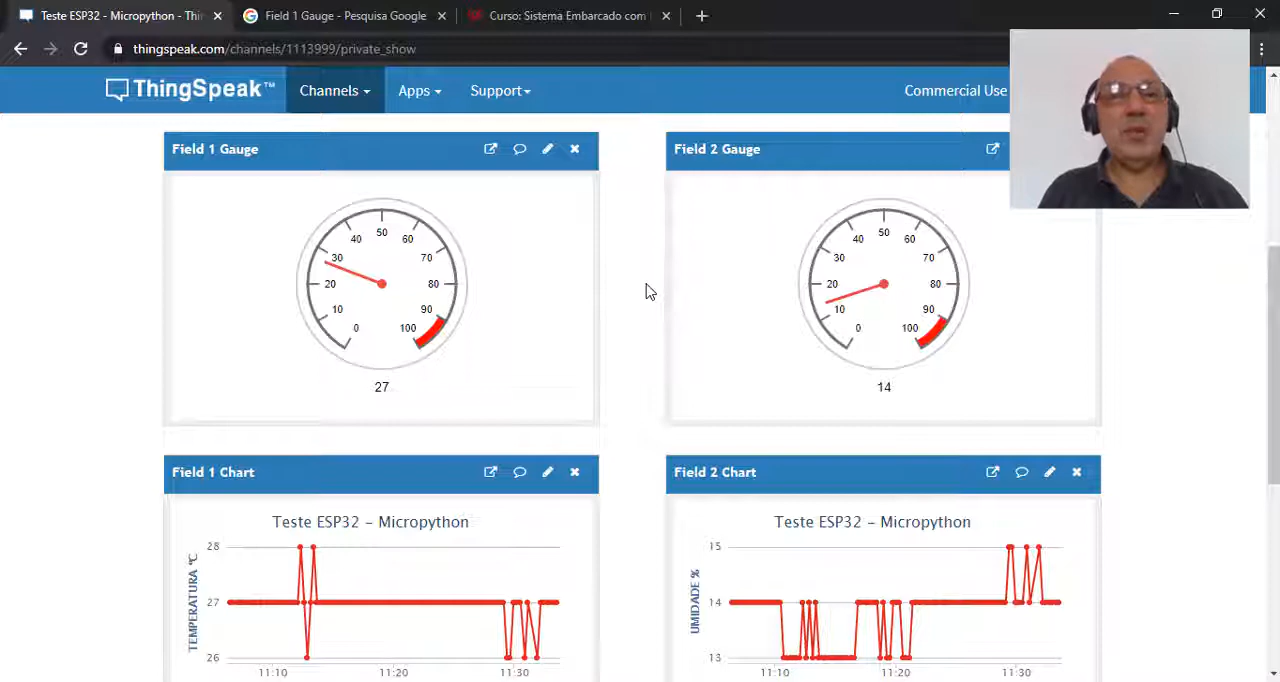 Teste ESP32 - Micropython - Thi
Field 1 Gauge - Pesquisa Google
Curso: Sistema Embarcado com
thingspeak.com/channels/1113999/private_show
ThingSpeak™
Channels
Apps
Support
Commercial Use
Field 1 Gauge
0
10
20
30
40
50
60
70
80
90
100
27
Field 2 Gauge
0
10
20
30
40
50
60
70
80
90
100
14
Field 1 Chart
Teste ESP32 - Micropython
TEMPERATURA °C
28
27
26
11:10
11:20
11:30
Field 2 Chart
Teste ESP32 - Micropython
UMIDADE %
15
14
13
11:10
11:20
11:30